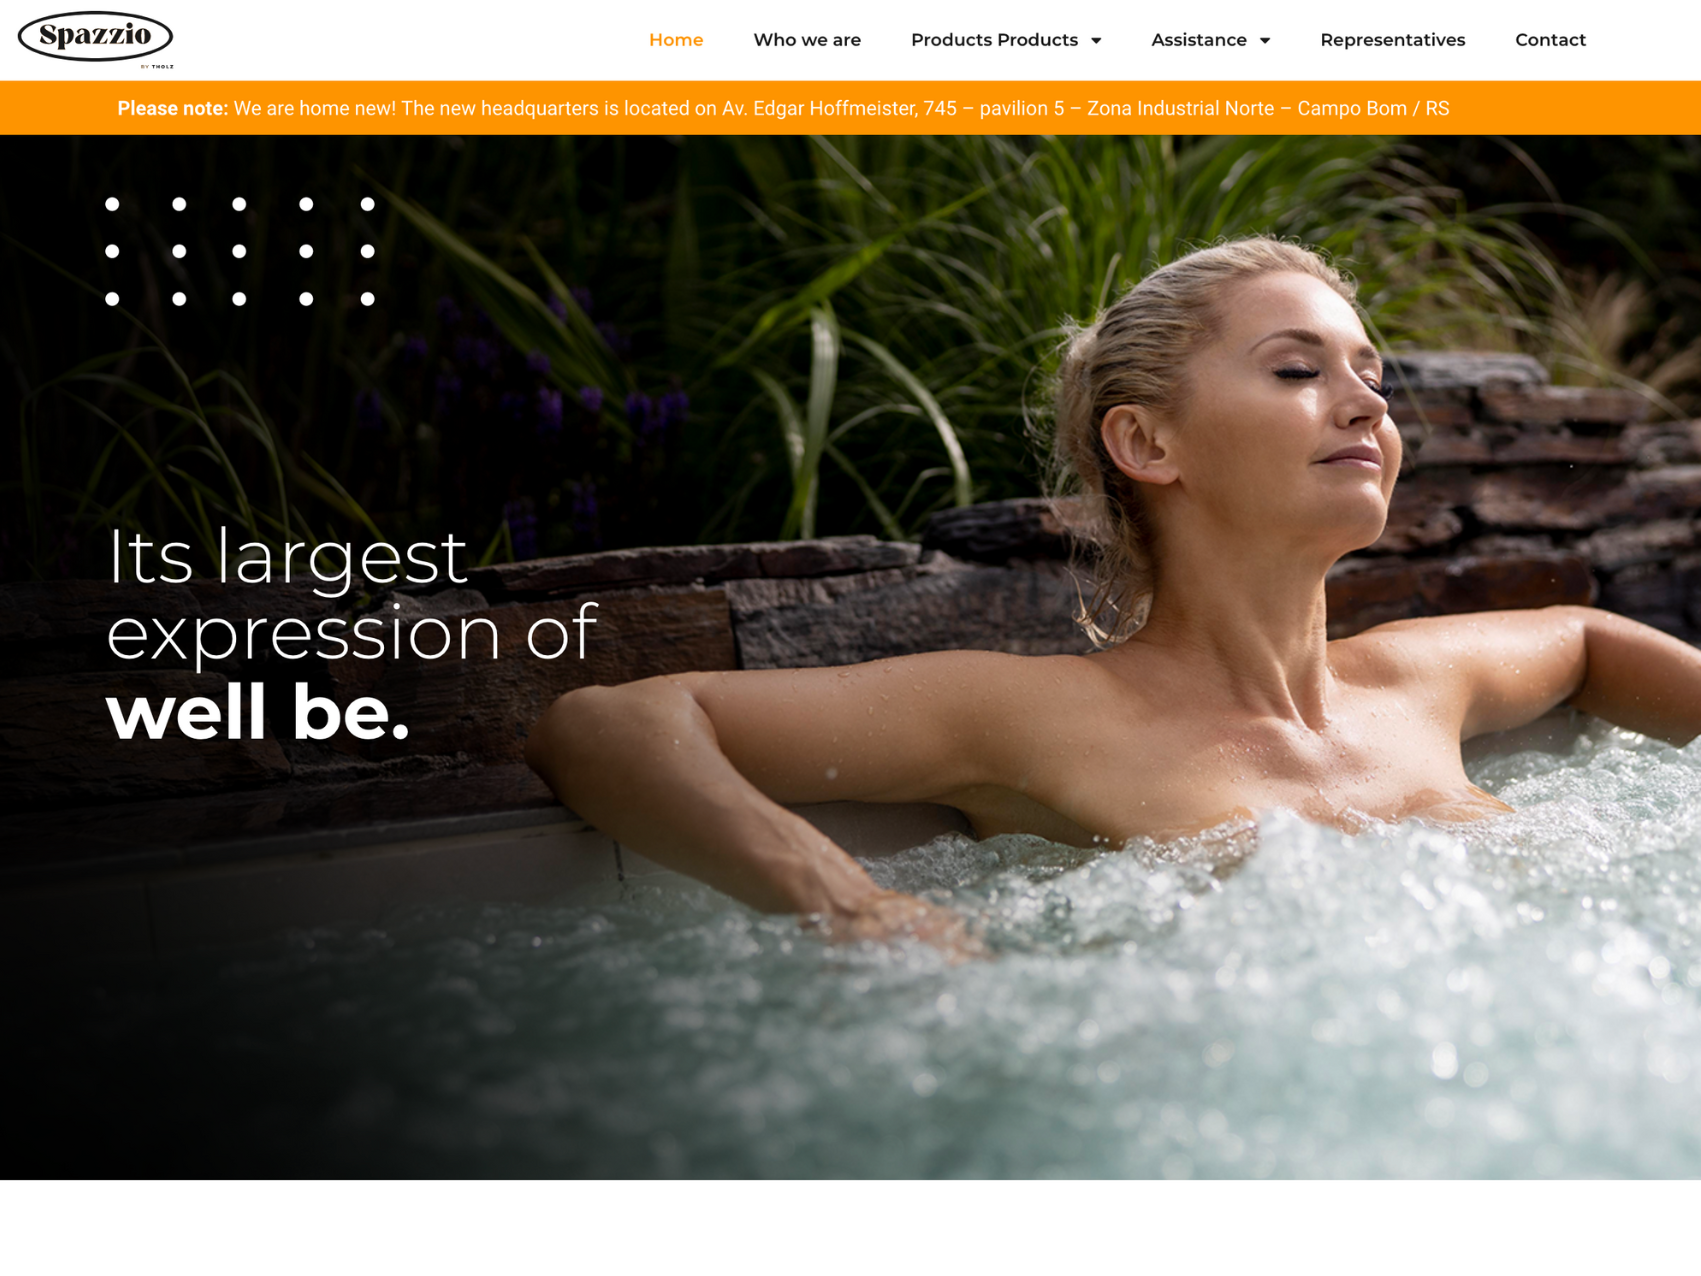 Spazzio
BY THOLZ
Home Who we are Products Products Assistance Representatives Contact
Please note: We are home new! The new headquarters is located on Av. Edgar Hoffmeister, 745 – pavilion 5 – Zona Industrial Norte – Campo Bom / RS
Its largest
expression of
well be.